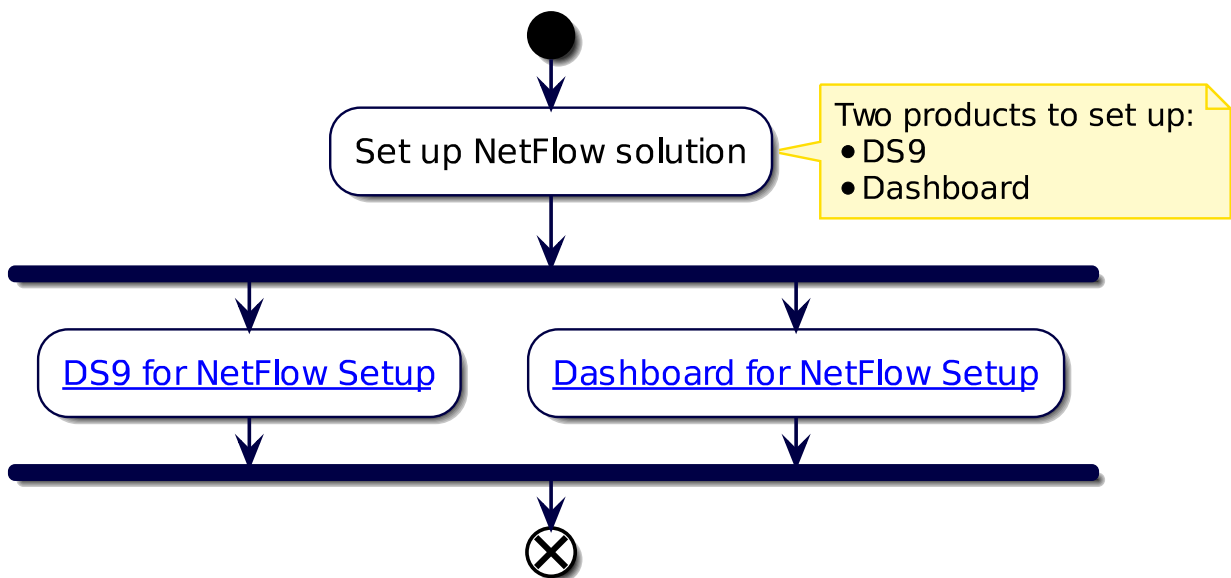 Set up NetFlow solution
Two products to set up:
• DS9
• Dashboard
DS9 for NetFlow Setup
Dashboard for NetFlow Setup